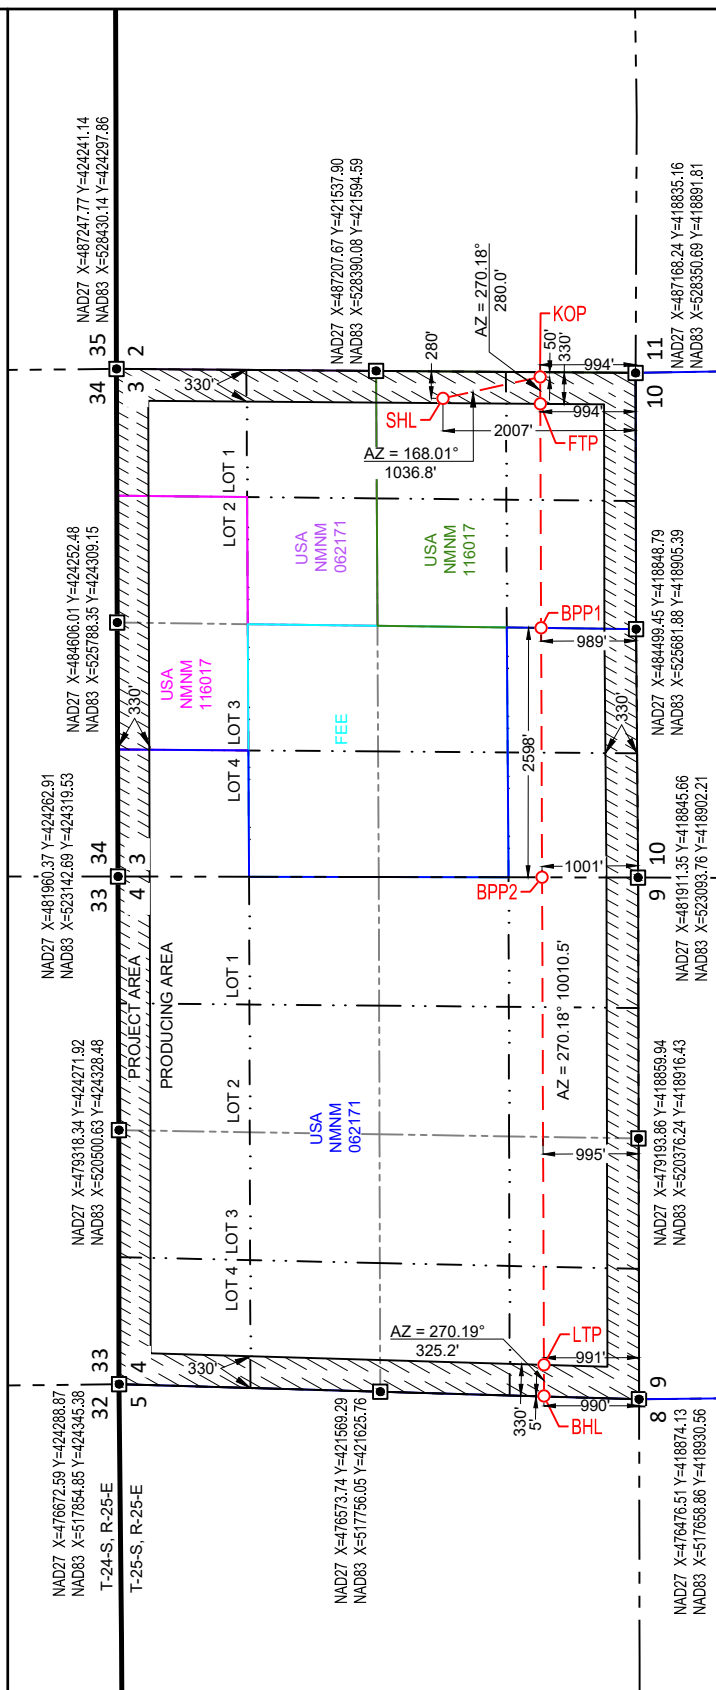 NAD27 X=487247.77 Y=424241.14
NAD83 X=528430.14 Y=424297.86
NAD27 X=487207.67 Y=421537.90
NAD83 X=528390.08 Y=421594.59
NAD27 X=487168.24 Y=418835.16
NAD83 X=528350.69 Y=418891.81
35
2
34
3
11
10
330'
280'
AZ = 270.18°
280.0'
KOP
50'
330'
994'
SHL
FTP
994'
2007'
AZ = 168.01°
1036.8'
LOT 1
LOT 2
USA
NMNM
062171
USA
NMNM
116017
NAD27 X=484606.01 Y=424252.48
NAD83 X=525788.35 Y=424309.15
NAD27 X=484499.45 Y=418848.79
NAD83 X=525681.88 Y=418905.39
BPP1
989'
USA
NMNM
116017
330'
LOT 3
LOT 4
FEE
2598'
330'
NAD27 X=481960.37 Y=424262.91
NAD83 X=523142.69 Y=424319.53
NAD27 X=481911.35 Y=418845.66
NAD83 X=523093.76 Y=418902.21
34
3
33
4
10
9
BPP2
1001'
PROJECT AREA
PRODUCING AREA
LOT 1
LOT 2
AZ = 270.18° 10010.5'
USA
NMNM
062171
NAD27 X=479318.34 Y=424271.92
NAD83 X=520500.63 Y=424328.48
NAD27 X=479193.86 Y=418859.94
NAD83 X=520376.24 Y=418916.43
995'
LOT 3
LOT 4
AZ = 270.19°
325.2'
LTP
991'
330'
33
4
32
5
9
8
330'
5'
BHL
990'
NAD27 X=476672.59 Y=424288.87
NAD83 X=517854.85 Y=424345.38
T-24-S, R-25-E
T-25-S, R-25-E
NAD27 X=476573.74 Y=421569.29
NAD83 X=517756.05 Y=421625.76
NAD27 X=476476.51 Y=418874.13
NAD83 X=517658.86 Y=418930.56